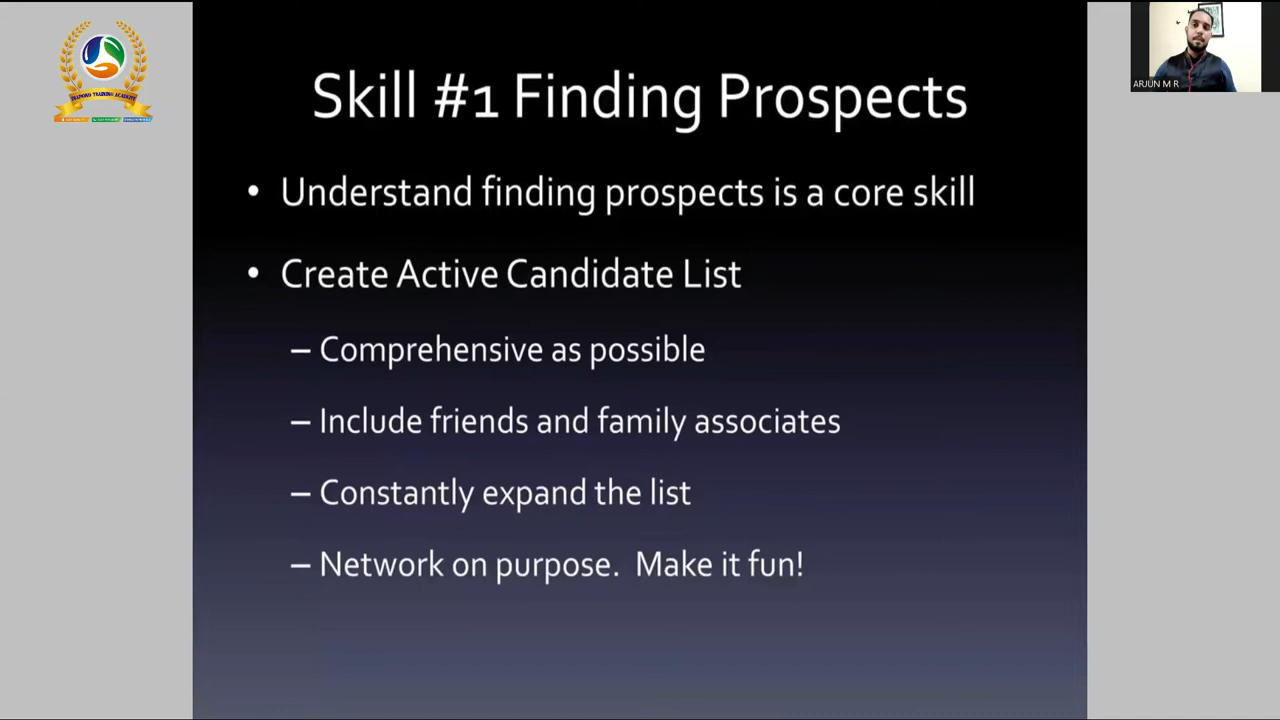 Skill #1 Finding Prospects
ARJUN M R
• Understand finding prospects is a core skill
• Create Active Candidate List
– Comprehensive as possible
– Include friends and family associates
– Constantly expand the list
– Network on purpose. Make it fun!